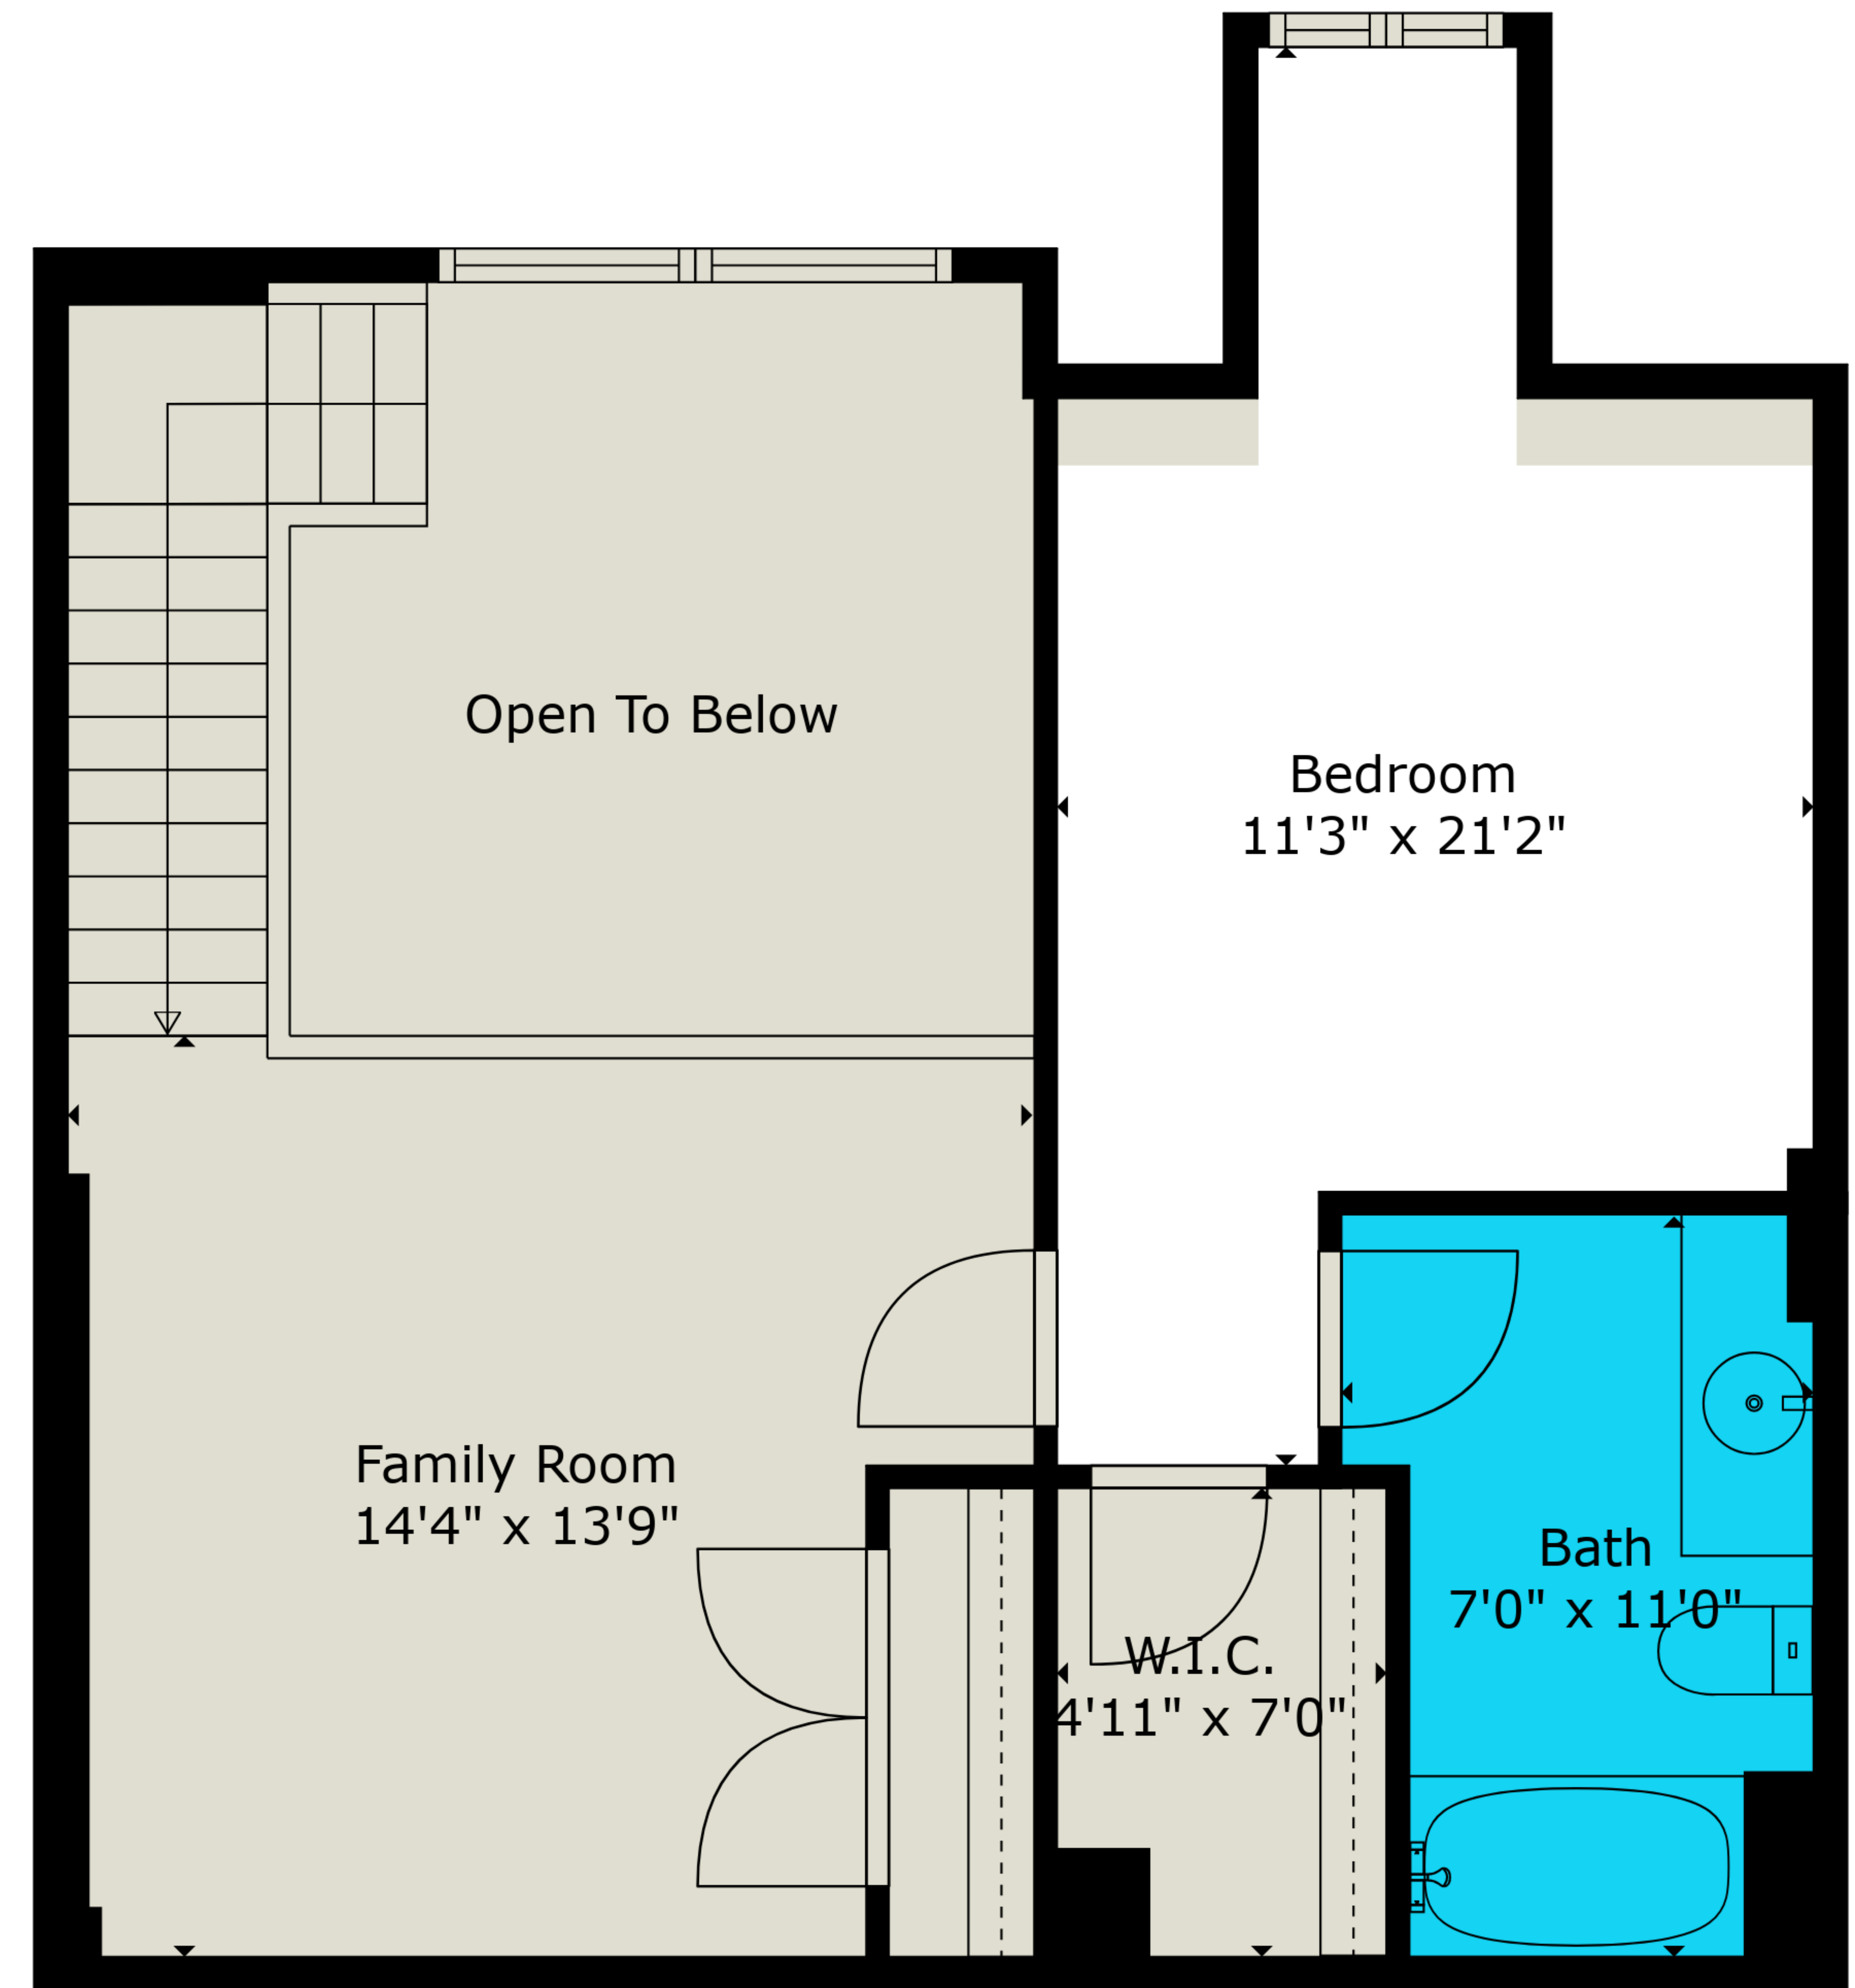 Open To Below
Bedroom
11'3" x 21'2"
Family Room
14'4" x 13'9"
Bath
7'0" x 11'0"
W.I.C.
4'11" x 7'0"